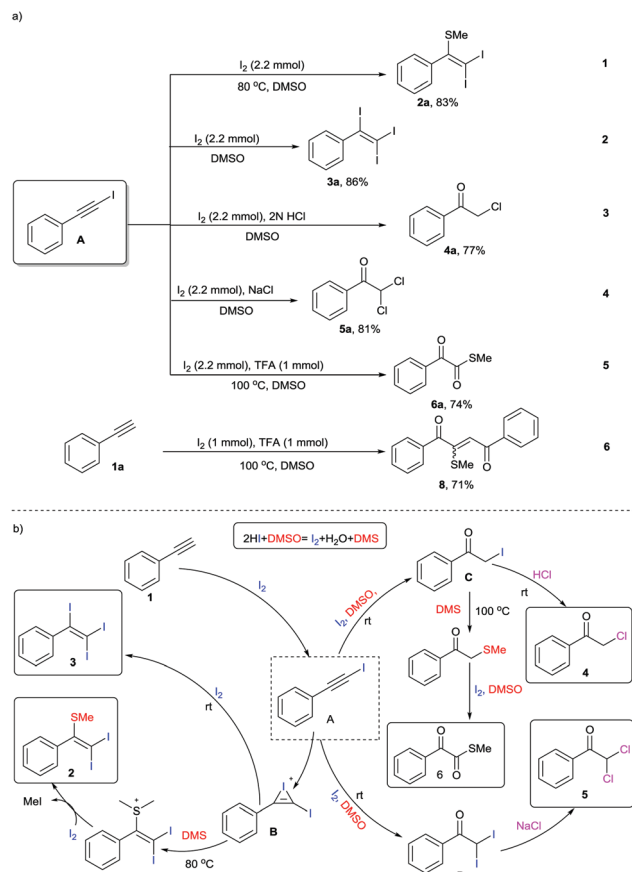 a)
SMe
I
I
I₂ (2.2 mmol)
80 °C, DMSO
2a, 83%
1
I
I
I
I₂ (2.2 mmol)
DMSO
3a, 86%
2
I
A
O
Cl
I₂ (2.2 mmol), 2N HCl
DMSO
4a, 77%
3
O
Cl
Cl
I₂ (2.2 mmol), NaCl
DMSO
5a, 81%
4
O
SMe
O
I₂ (2.2 mmol), TFA (1 mmol)
100 °C, DMSO
6a, 74%
5
1a
I₂ (1 mmol), TFA (1 mmol)
100 °C, DMSO
O
SMe
O
8, 71%
6
b)
2HI+DMSO= I₂+H₂O+DMS
1
I₂
O
I
C
HCl
rt
I₂, DMSO,
rt
DMS
100 °C
O
Cl
4
I
I
I
3
I₂
rt
I
A
O
SMe
I₂, DMSO
O
SMe
6
O
SMe
I
I
2
MeI
I₂
S
+
I
I
DMS
80 °C
I
+
I
B
rt
I₂, DMSO
O
I
I
NaCl
O
Cl
Cl
5